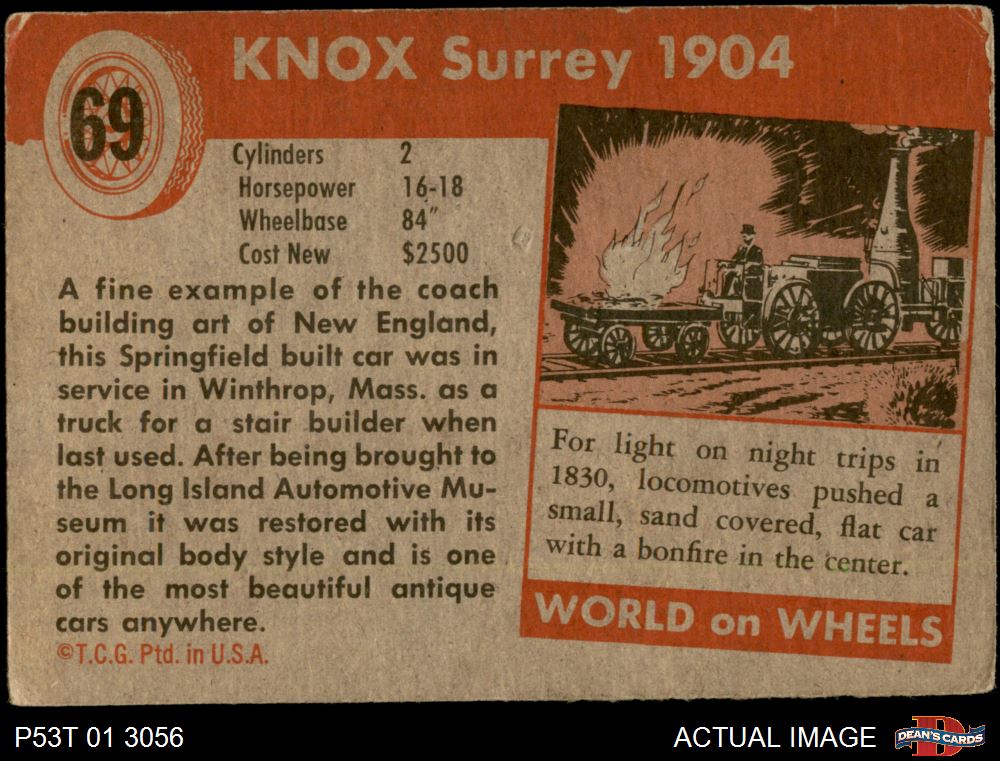 69
KNOX Surrey 1904
Cylinders 2
Horsepower 16-18
Wheelbase 84"
Cost New $2500
A fine example of the coach
building art of New England,
this Springfield built car was in
service in Winthrop, Mass. as a
truck for a stair builder when
last used. After being brought to
the Long Island Automotive Mu-
seum it was restored with its
original body style and is one
of the most beautiful antique
cars anywhere.
©T.C.G. Ptd. in U.S.A.
For light on night trips in
1830, locomotives pushed a
small, sand covered, flat car
with a bonfire in the center.
WORLD on WHEELS
P53T 01 3056
ACTUAL IMAGE
DEAN'S CARDS